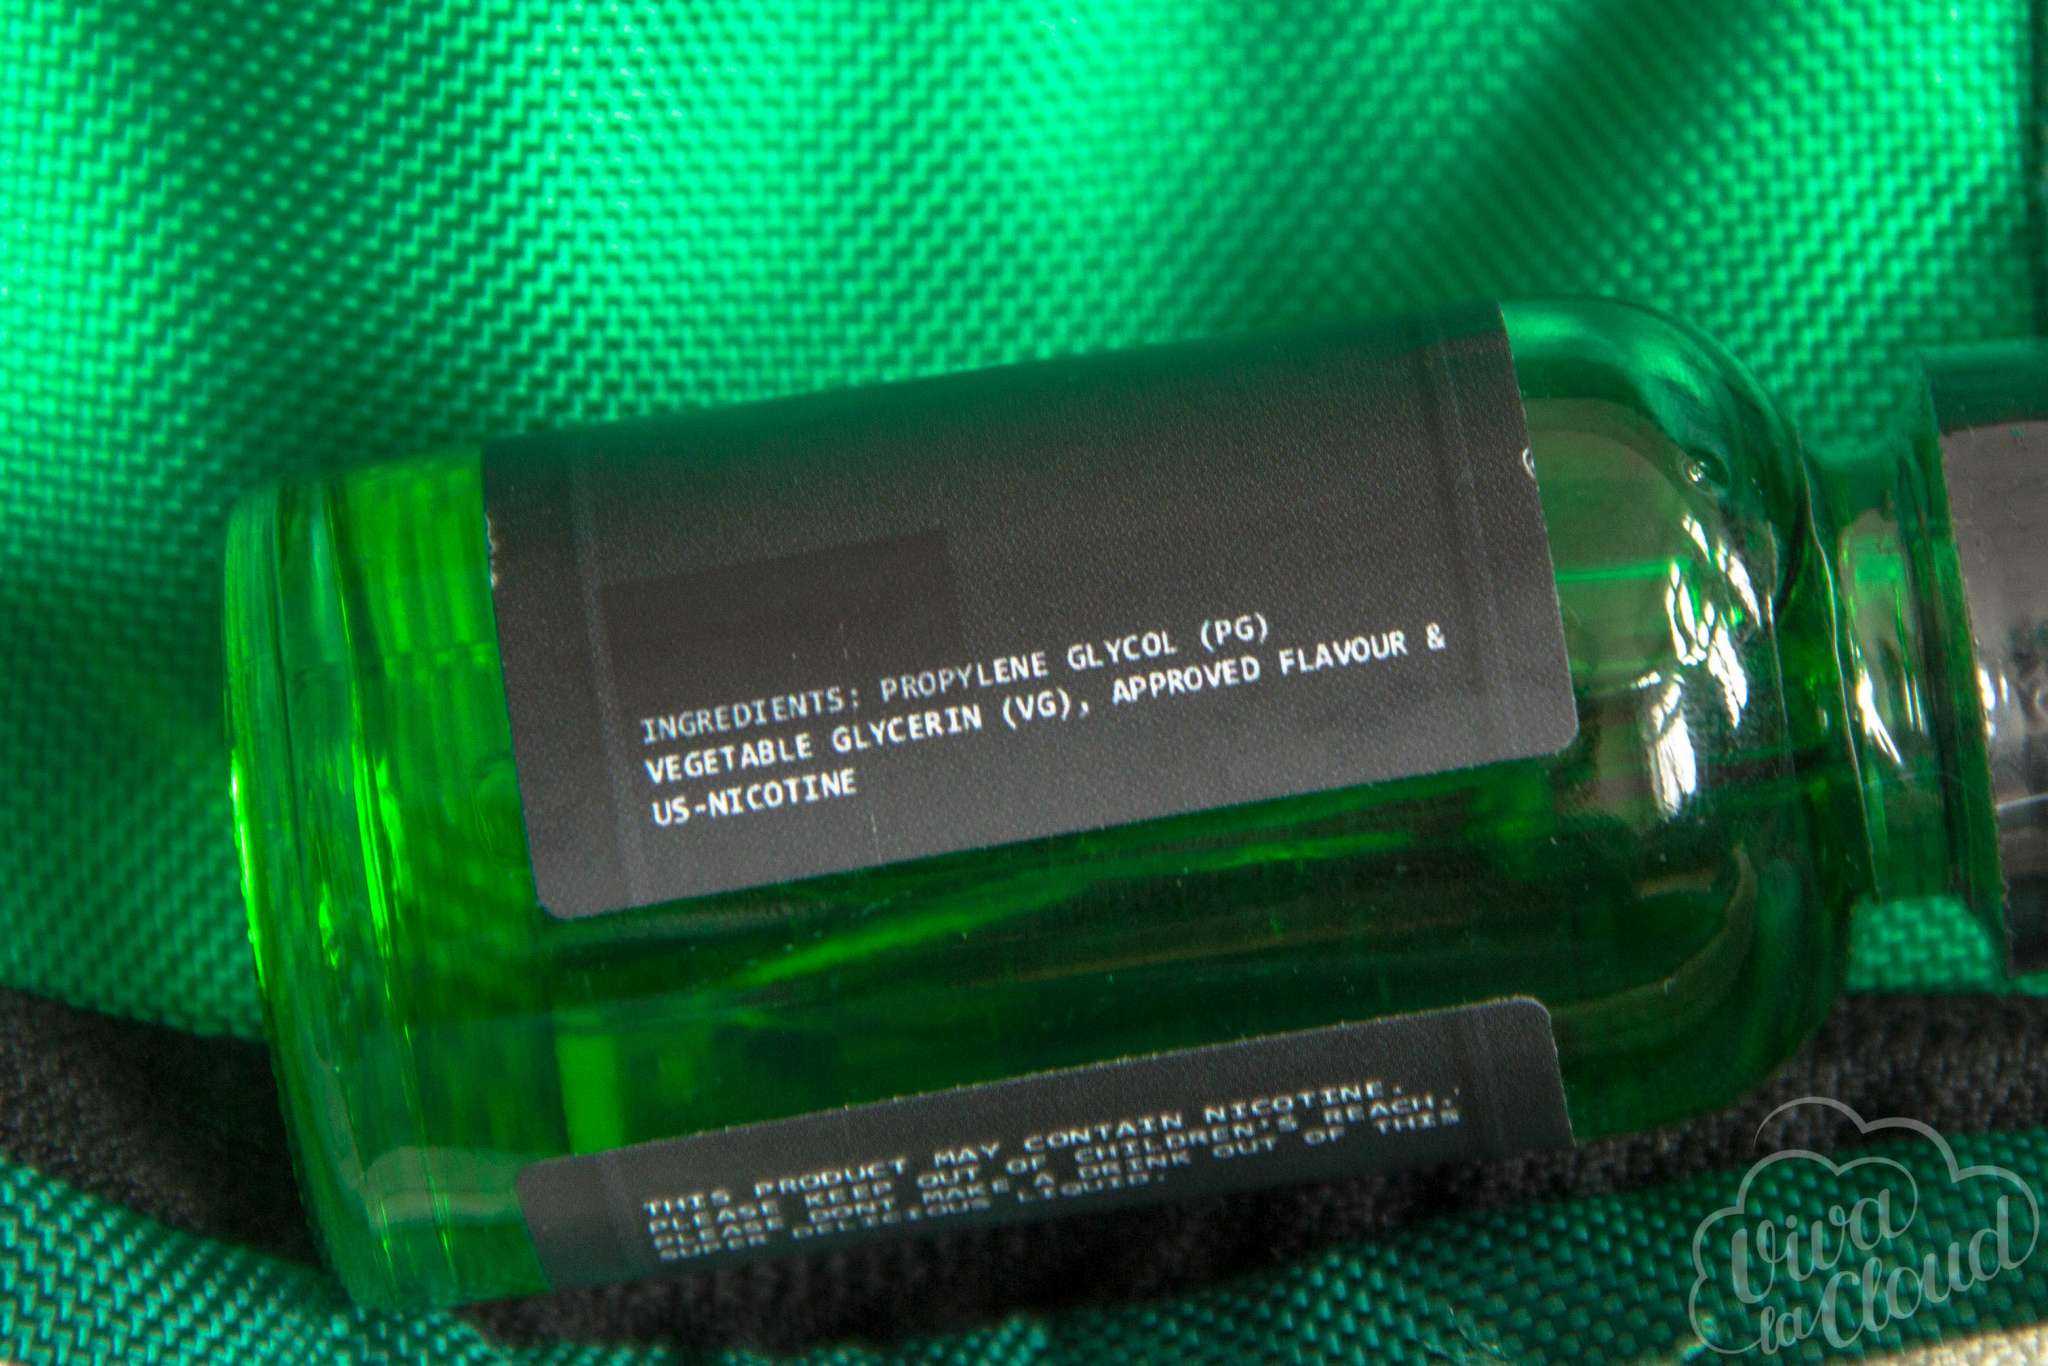 INGREDIENTS: PROPYLENE GLYCOL (PG)
VEGETABLE GLYCERIN (VG), APPROVED FLAVOUR &
US-NICOTINE
THIS PRODUCT MAY CONTAIN NICOTINE.
PLEASE KEEP OUT OF CHILDREN'S REACH.
PLEASE DONT MAKE A DRINK OUT OF THIS
SUPER DELICIOUS LIQUID.
Viva
la Cloud